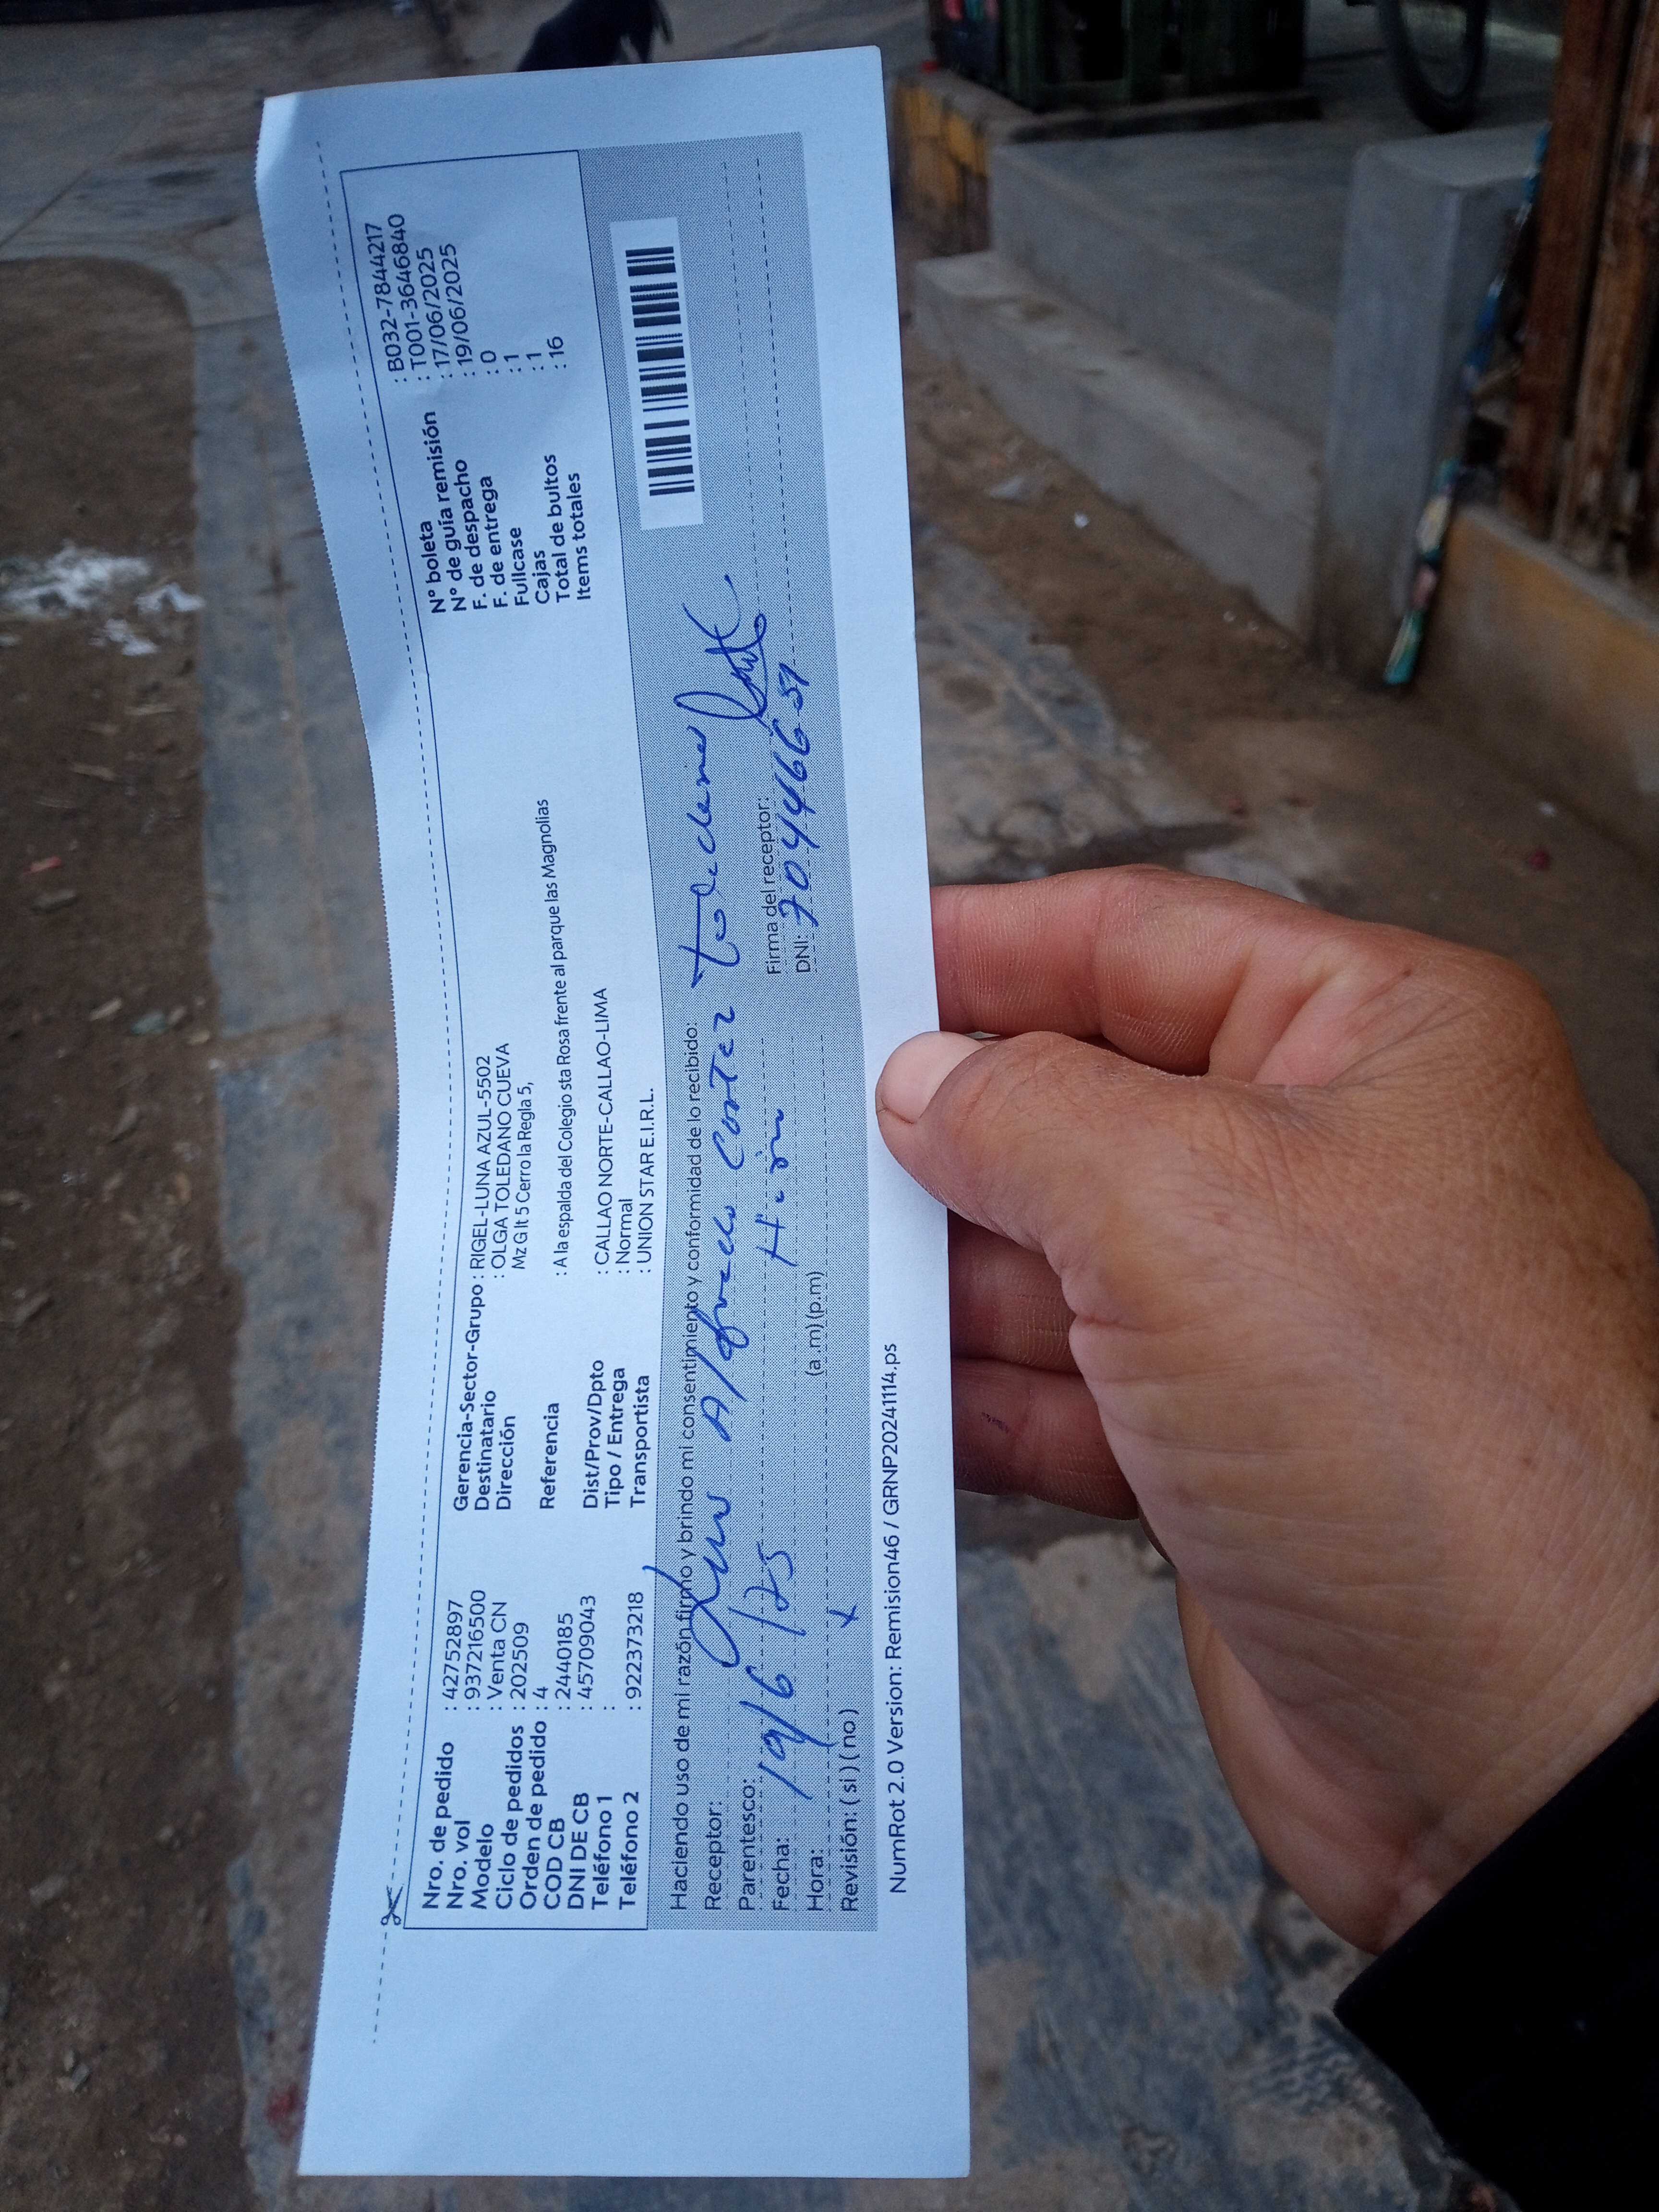 Nro. de pedido : 42752897
Nro. vol : 937216500
Modelo : Venta CN
Ciclo de pedidos : 202509
Orden de pedido : 4
COD CB : 2440185
DNI DE CB : 45709043
Teléfono 1 :
Teléfono 2 : 922373218
Gerencia-Sector-Grupo : RIGEL-LUNA AZUL-5502
Destinatario : OLGA TOLEDANO CUEVA
Dirección Mz G lt 5 Cerro la Regla 5,
Referencia : A la espalda del Colegio sta Rosa frente al parque las Magnolias
Dist/Prov/Dpto : CALLAO NORTE-CALLAO-LIMA
Tipo / Entrega : Normal
Transportista : UNION STAR E.I.R.L.
N° boleta : B032-7844217
N° de guía remisión : T001-3646840
F. de despacho : 17/06/2025
F. de entrega : 19/06/2025
Fullcase : 0
Cajas : 1
Total de bultos : 1
Items totales : 16
Haciendo uso de mi razón firmo y brindo mi consentimiento y conformidad de lo recibido:
Receptor: Cortez
Parentesco:
Fecha: 19/6/25
Hora: (a.m) (p.m)
Revisión: ( si ) ( no ) x
Firma del receptor:
DNI:
NumRot 2.0 Version: Remision46 / GRNP20241114.ps